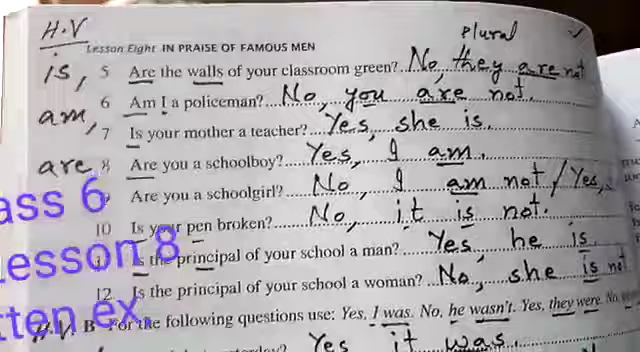 H.V Plural
Lesson Eight IN PRAISE OF FAMOUS MEN
is, 5 Are the walls of your classroom green? No, they are not
6 Am I a policeman? No, you are not.
am, 7 Is your mother a teacher? Yes, she is.
are 8 Are you a schoolboy? Yes, I am.
Are you a schoolgirl? No, I am not / Yes,
ass 6
10 Is your pen broken? No, it is not.
Lesson 8
Is the principal of your school a man? Yes, he is.
12 Is the principal of your school a woman? No, she is not
tten ex.
H.V. B For the following questions use: Yes, I was. No, he wasn't. Yes, they were. No,
Yes it was.